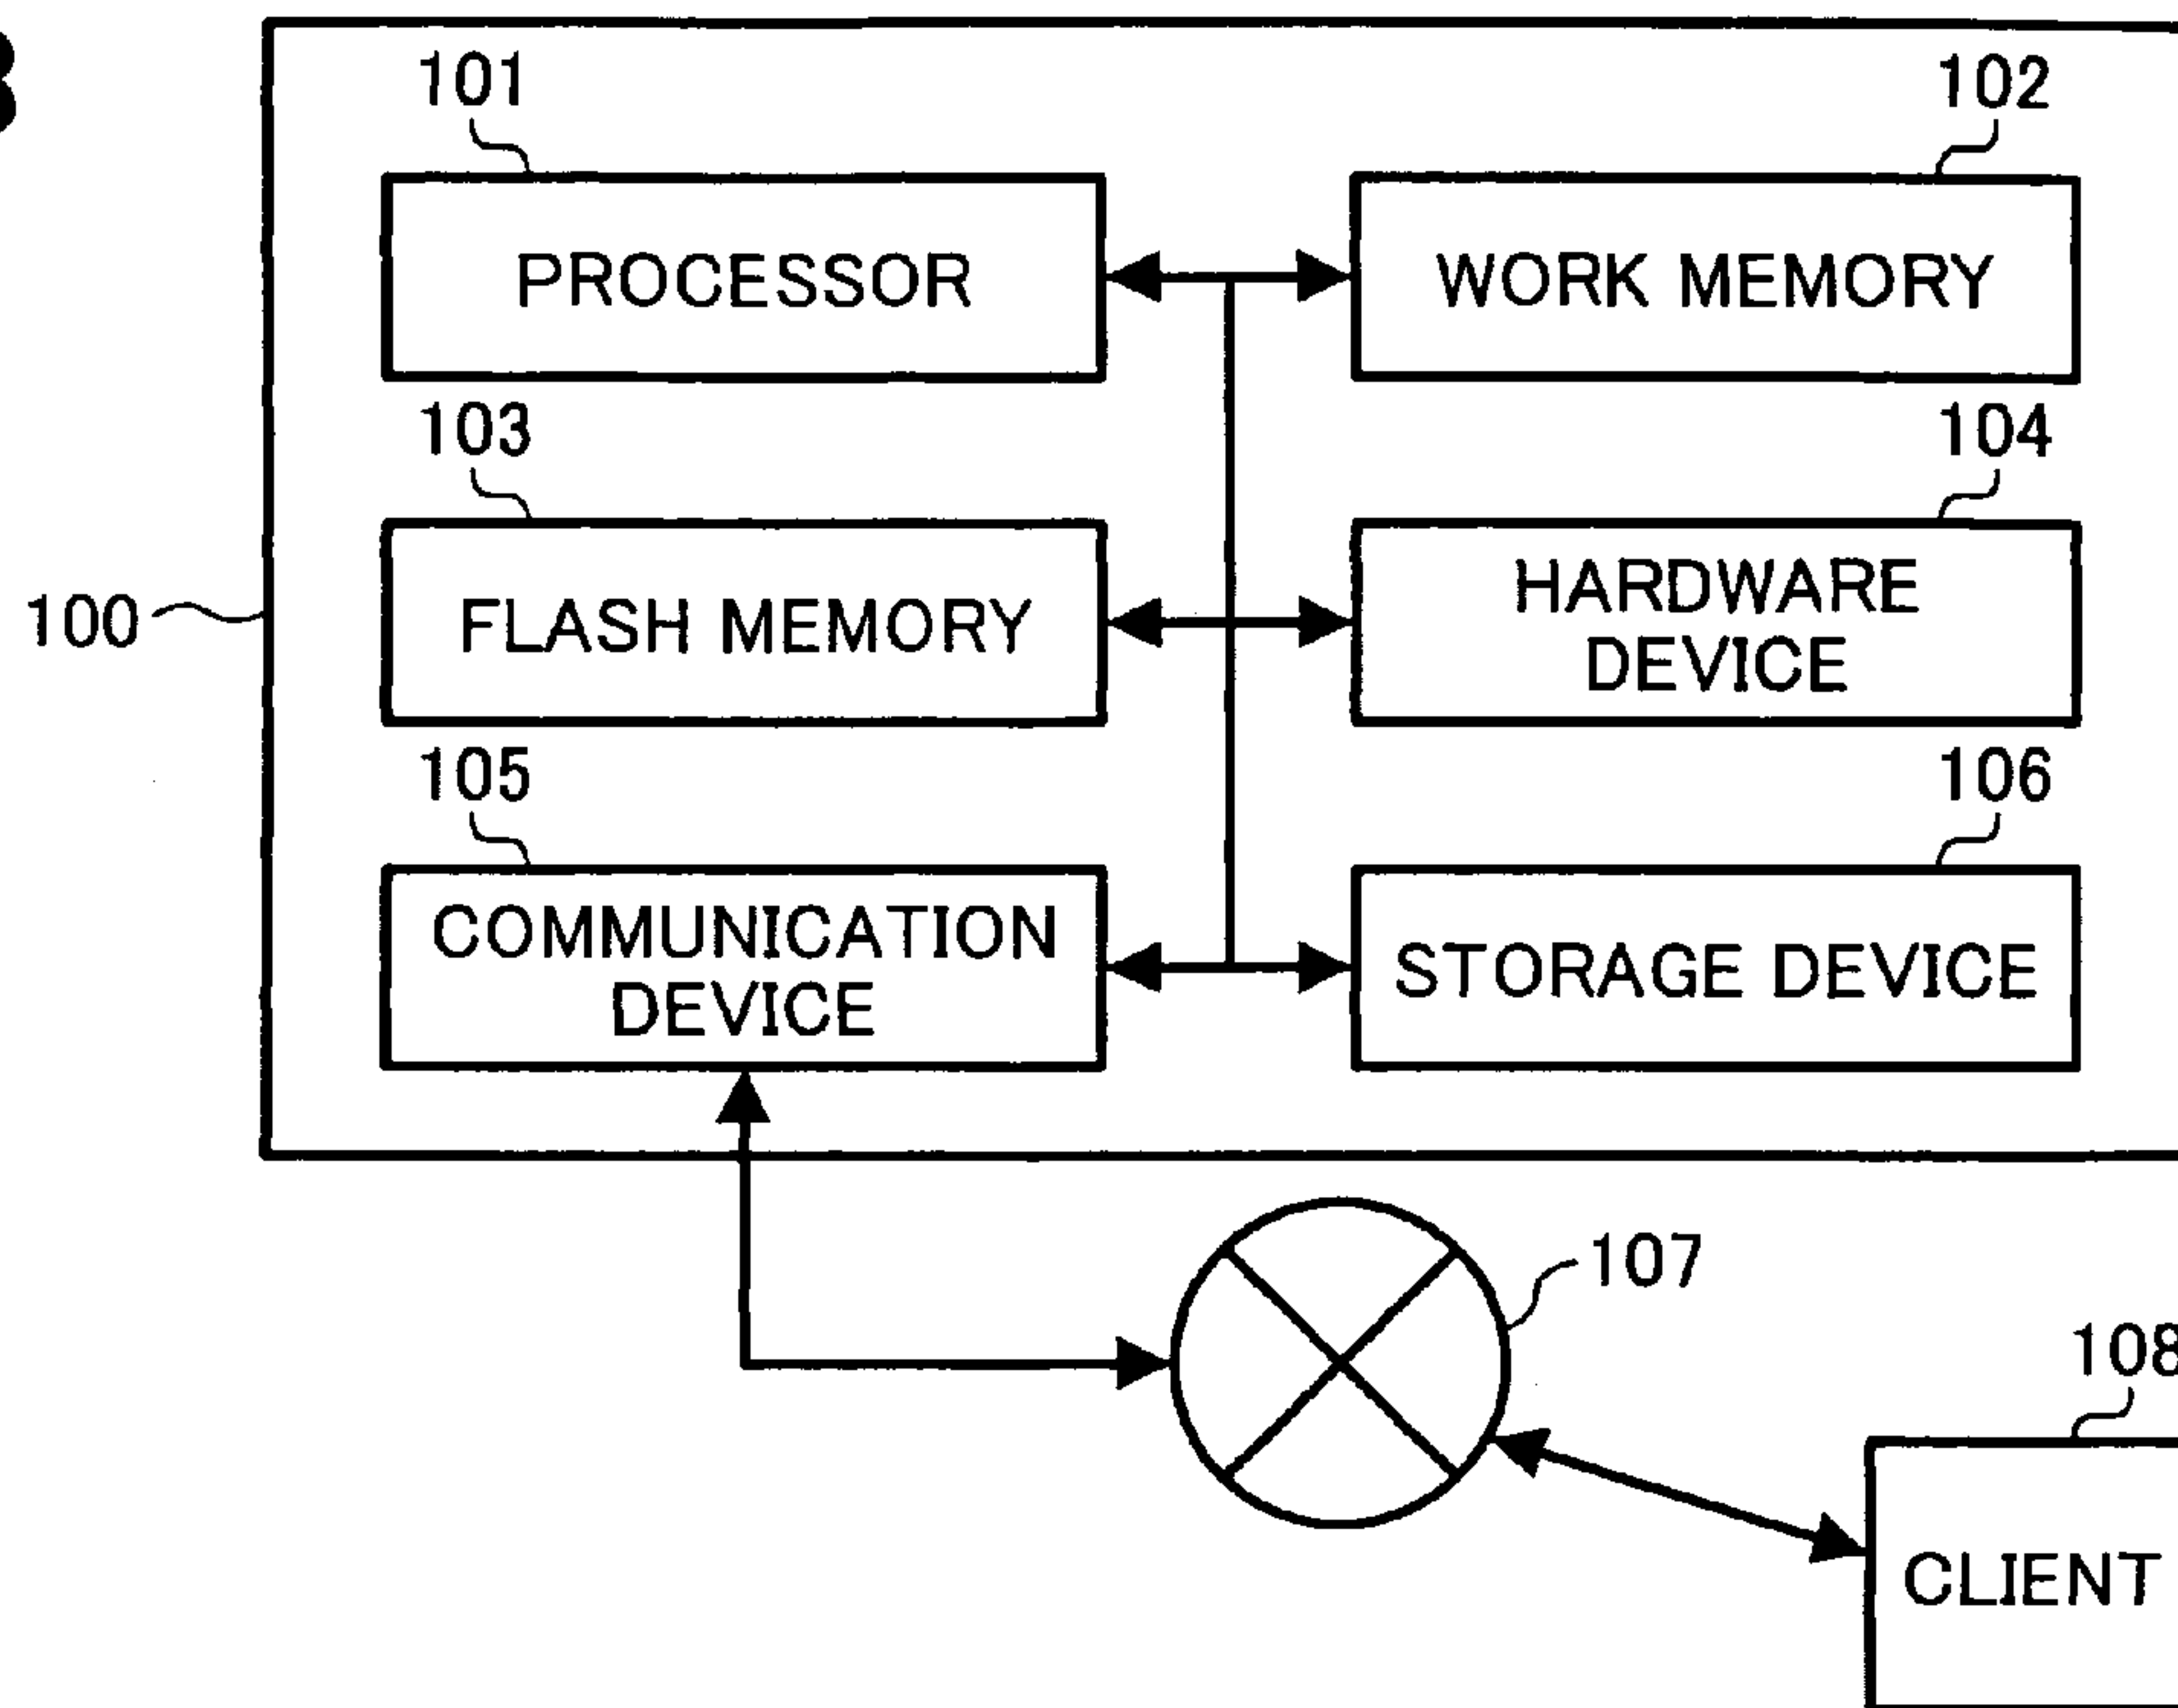 101
102
PROCESSOR
WORK MEMORY
103
104
100
FLASH MEMORY
HARDWARE
DEVICE
105
106
COMMUNICATION
DEVICE
STORAGE DEVICE
107
108
CLIENT